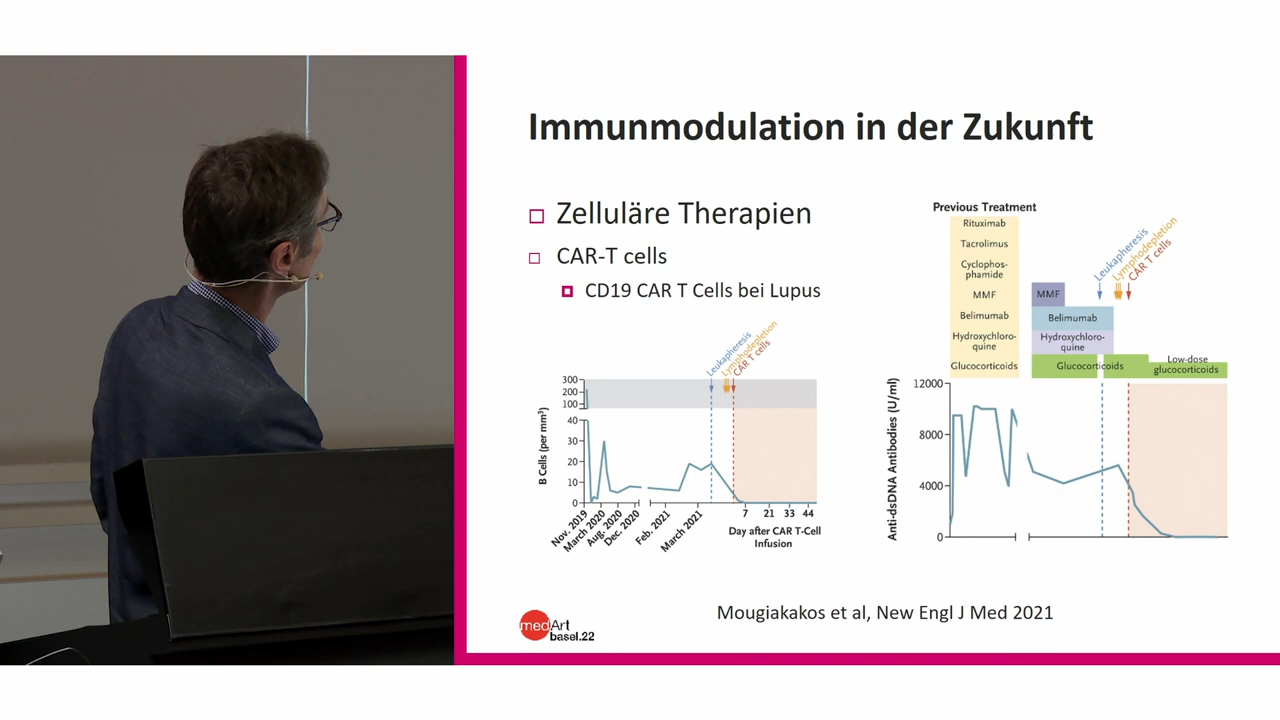 Immunmodulation in der Zukunft
Zelluläre Therapien
CAR-T cells
CD19 CAR T Cells bei Lupus
Leukapheresis
Lymphodepletion
CAR T cells
300
200
100
40
30
20
10
0
B Cells (per mm³)
Nov. 2019
March 2020
Aug. 2020
Dec. 2020
Feb. 2021
March 2021
7
21
33
44
Day after CAR T-Cell
Infusion
Previous Treatment
Rituximab
Tacrolimus
Cyclophos-
phamide
MMF
Belimumab
Hydroxychloro-
quine
Glucocorticoids
MMF
Belimumab
Hydroxychloro-
quine
Glucocorticoids
Low-dose
glucocorticoids
Leukapheresis
Lymphodepletion
CAR T cells
12000
8000
4000
0
Anti-dsDNA Antibodies (U/ml)
Mougiakakos et al, New Engl J Med 2021
medArt
basel.22